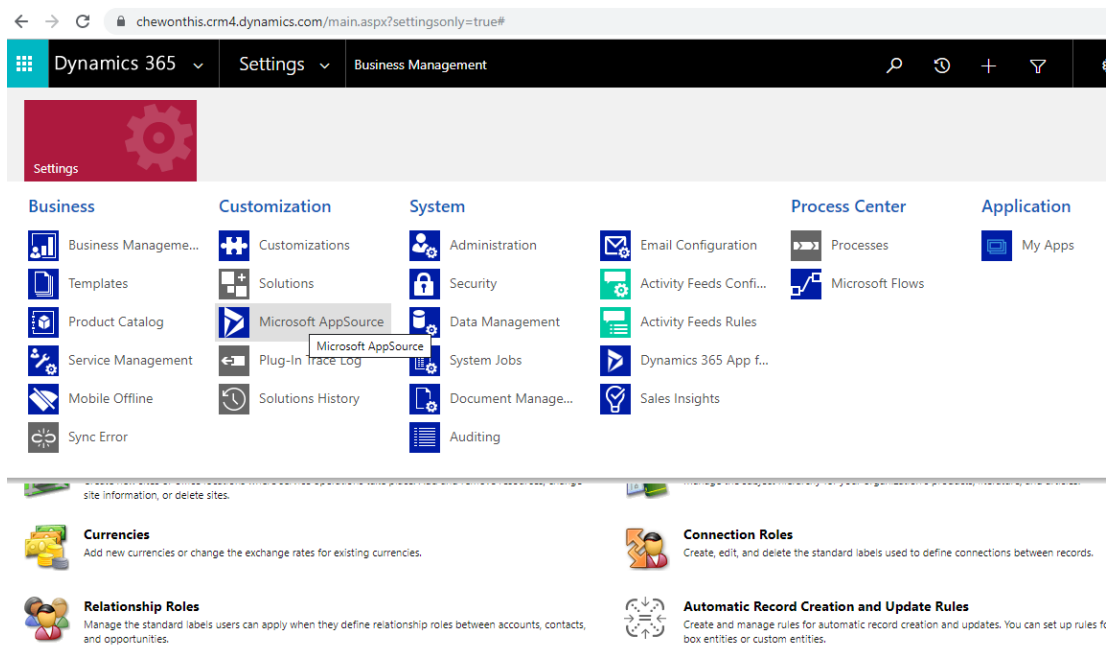 chewonthis.crm4.dynamics.com/main.aspx?settingsonly=true#
Dynamics 365 Settings Business Management
Settings
Business Customization System Process Center Application
Business Manageme... Customizations Administration Email Configuration Processes My Apps
Templates Solutions Security Activity Feeds Confi... Microsoft Flows
Product Catalog Microsoft AppSource Data Management Activity Feeds Rules
Microsoft AppSource
Service Management Plug-In Trace Log System Jobs Dynamics 365 App f...
Mobile Offline Solutions History Document Manage... Sales Insights
Sync Error Auditing
site information, or delete sites.
Currencies Connection Roles
Add new currencies or change the exchange rates for existing currencies. Create, edit, and delete the standard labels used to define connections between records.
Relationship Roles Automatic Record Creation and Update Rules
Manage the standard labels users can apply when they define relationship roles between accounts, contacts, Create and manage rules for automatic record creation and updates. You can set up rules
and opportunities. box entities or custom entities.